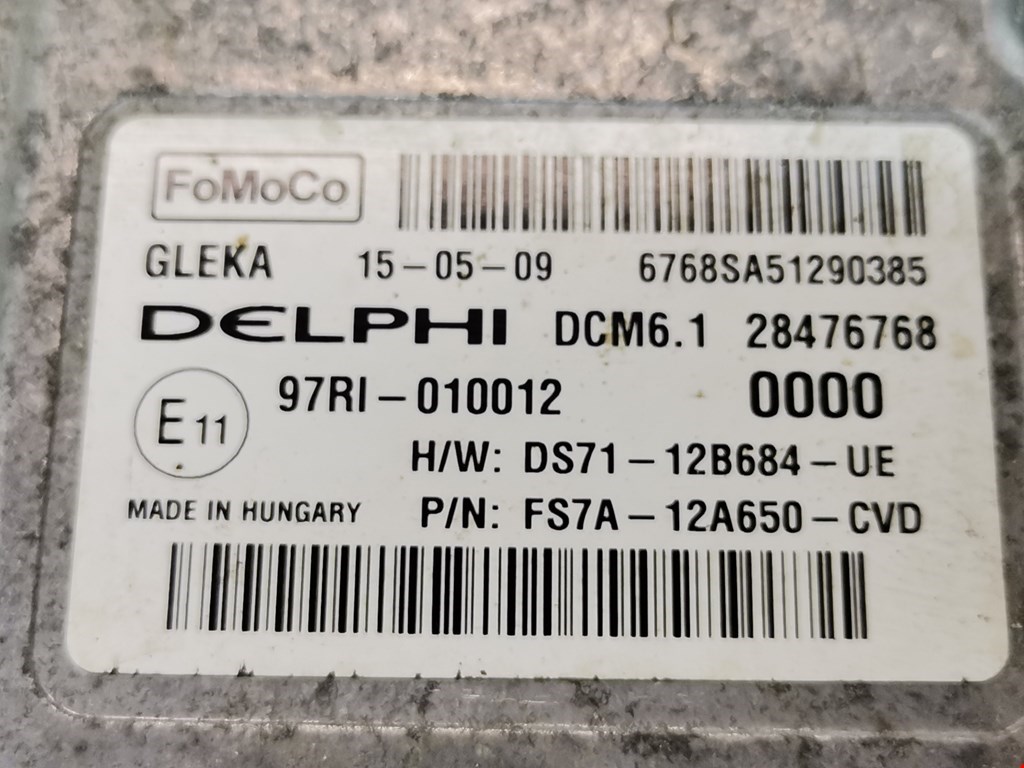 FoMoCo
GLEKA 15-05-09 6768SA51290385
DELPHI DCM6.1 28476768
E11 97RI-010012 0000
H/W: DS71-12B684-UE
MADE IN HUNGARY P/N: FS7A-12A650-CVD